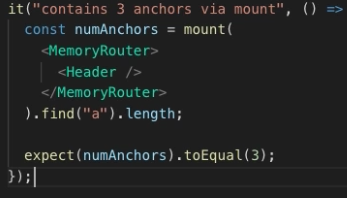 it("contains 3 anchors via mount", () =>
  const numAnchors = mount(
    <MemoryRouter>
      <Header />
    </MemoryRouter>
  ).find("a").length;

  expect(numAnchors).toEqual(3);
});